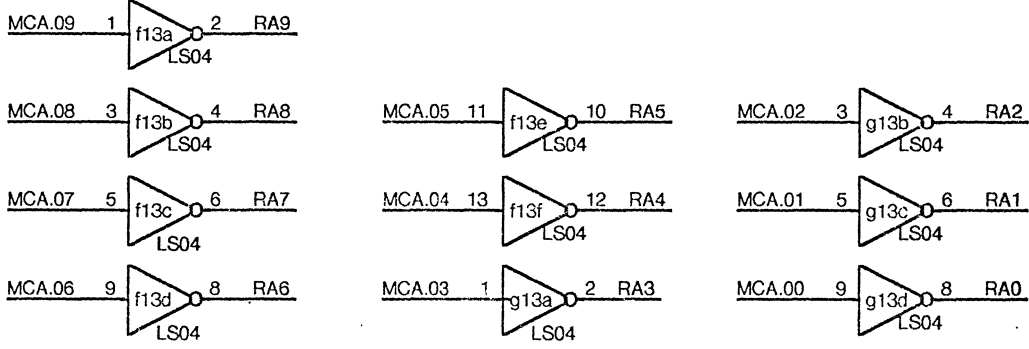 MCA.09 1 f13a 2 RA9
LS04
MCA.08 3 f13b 4 RA8
LS04
MCA.05 11 f13e 10 RA5
LS04
MCA.02 3 g13b 4 RA2
LS04
MCA.07 5 f13c 6 RA7
LS04
MCA.04 13 f13f 12 RA4
LS04
MCA.01 5 g13c 6 RA1
LS04
MCA.06 9 f13d 8 RA6
LS04
MCA.03 1 g13a 2 RA3
LS04
MCA.00 9 g13d 8 RA0
LS04